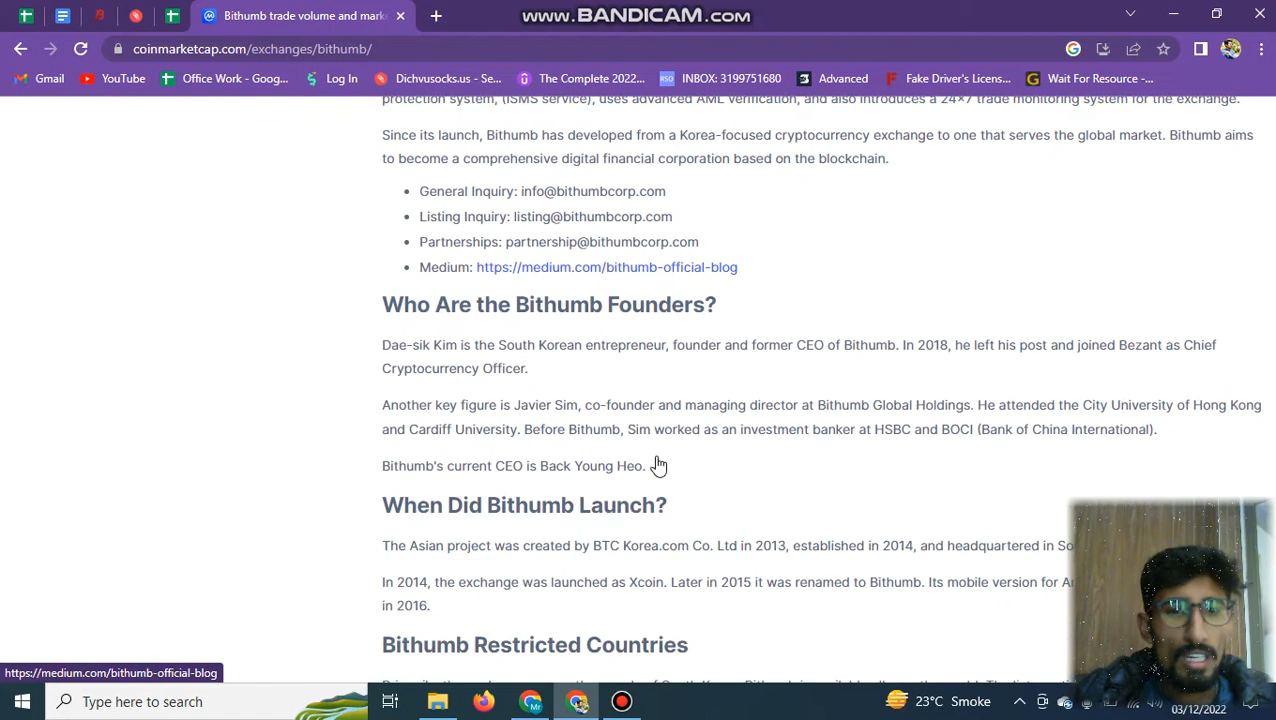 Bithumb trade volume and mark
www.BANDICAM.com
coinmarketcap.com/exchanges/bithumb/
Gmail
YouTube
Office Work - Goog...
Log In
Dichvusocks.us - Se...
The Complete 2022...
RSO
INBOX: 3199751680
Advanced
Fake Driver's Licens...
Wait For Resource -...
protection system, (ISMS service), uses advanced AML verification, and also introduces a 24×7 trade monitoring system for the exchange.
Since its launch, Bithumb has developed from a Korea-focused cryptocurrency exchange to one that serves the global market. Bithumb aims
to become a comprehensive digital financial corporation based on the blockchain.
• General Inquiry: info@bithumbcorp.com
• Listing Inquiry: listing@bithumbcorp.com
• Partnerships: partnership@bithumbcorp.com
• Medium: https://medium.com/bithumb-official-blog
Who Are the Bithumb Founders?
Dae-sik Kim is the South Korean entrepreneur, founder and former CEO of Bithumb. In 2018, he left his post and joined Bezant as Chief
Cryptocurrency Officer.
Another key figure is Javier Sim, co-founder and managing director at Bithumb Global Holdings. He attended the City University of Hong Kong
and Cardiff University. Before Bithumb, Sim worked as an investment banker at HSBC and BOCI (Bank of China International).
Bithumb's current CEO is Back Young Heo.
When Did Bithumb Launch?
The Asian project was created by BTC Korea.com Co. Ltd in 2013, established in 2014, and headquartered in So
In 2014, the exchange was launched as Xcoin. Later in 2015 it was renamed to Bithumb. Its mobile version for An
in 2016.
Bithumb Restricted Countries
https://medium.com/bithumb-official-blog
Type here to search
23°C Smoke
03/12/2022